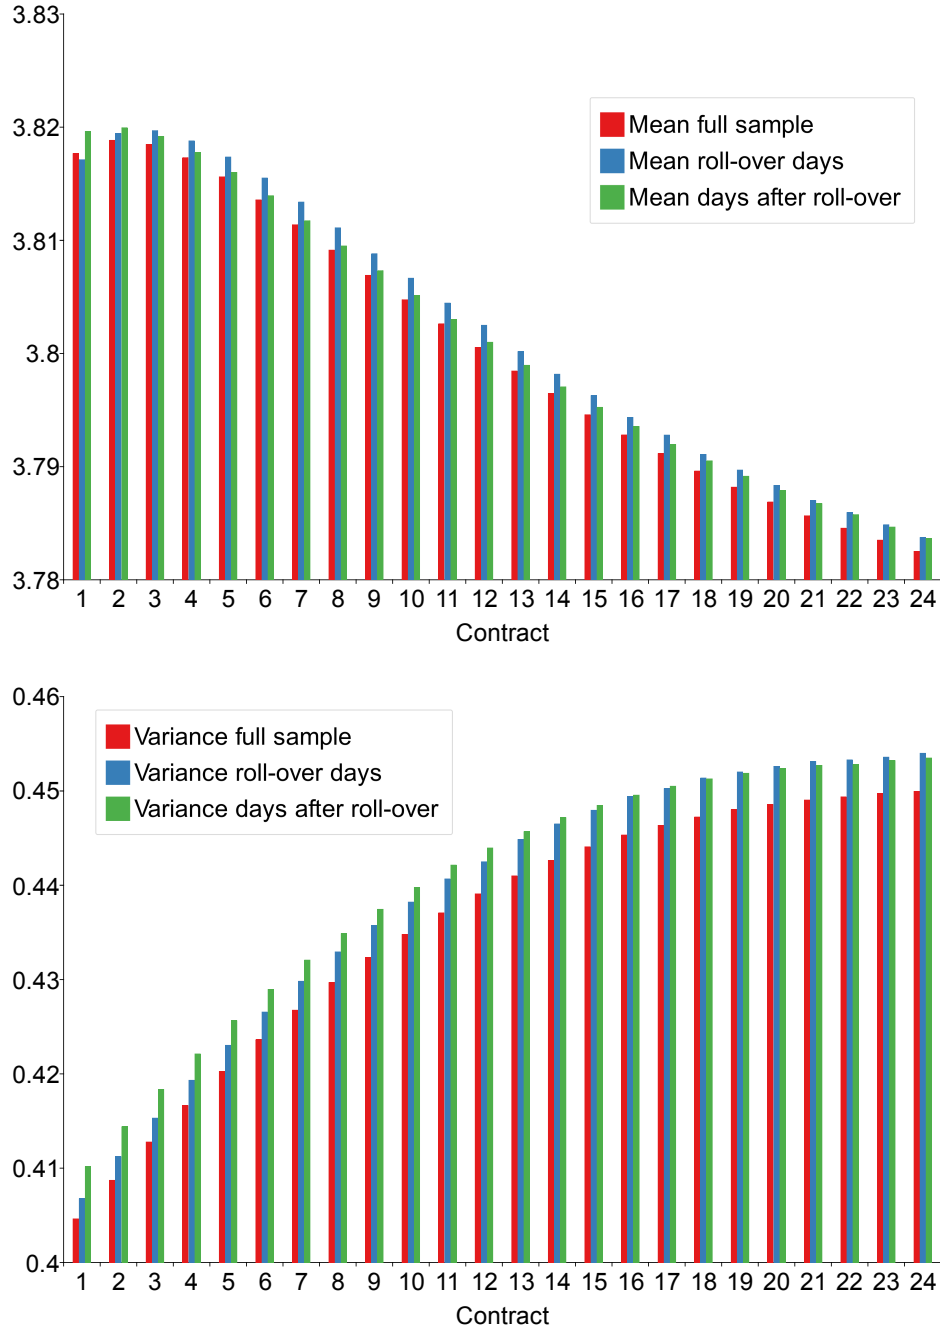 3.83
3.82
3.81
3.8
3.79
3.78
Mean full sample
Mean roll-over days
Mean days after roll-over
1 2 3 4 5 6 7 8 9 10 11 12 13 14 15 16 17 18 19 20 21 22 23 24
Contract
0.46
0.45
0.44
0.43
0.42
0.41
0.4
Variance full sample
Variance roll-over days
Variance days after roll-over
1 2 3 4 5 6 7 8 9 10 11 12 13 14 15 16 17 18 19 20 21 22 23 24
Contract